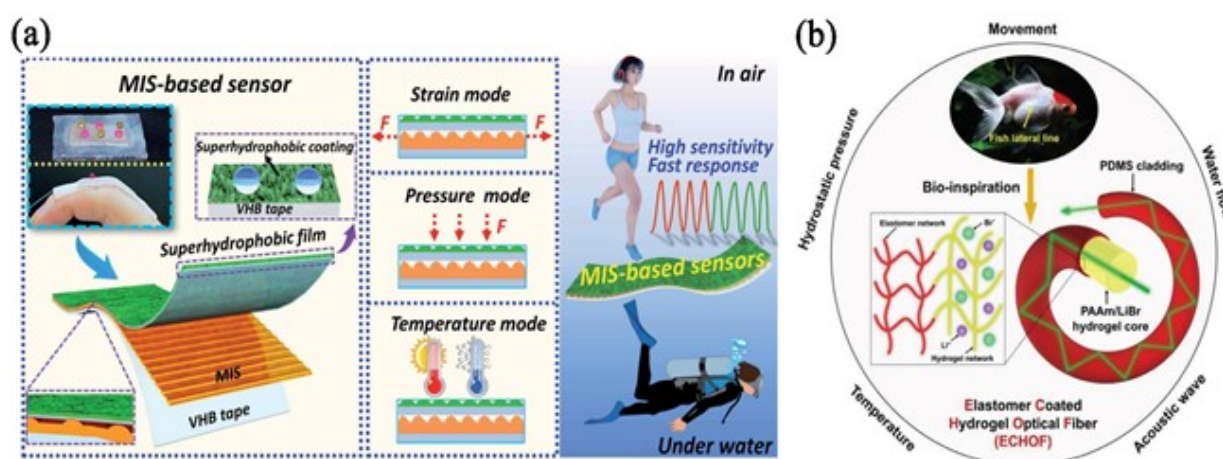 (a)
MIS-based sensor
Superhydrophobic coating
VHB tape
Superhydrophobic film
MIS
VHB tape
Strain mode
F
F
Pressure mode
F
Temperature mode
In air
High sensitivity
Fast response
MIS-based sensors
Under water
(b)
Movement
Fish lateral line
Hydrostatic pressure
Bio-inspiration
PDMS cladding
Elastomer network
Br⁻
Li⁺
Hydrogel network
PAAm/LiBr
hydrogel core
Temperature
Acoustic wave
Elastomer Coated
Hydrogel Optical Fiber
(ECHOF)
Water